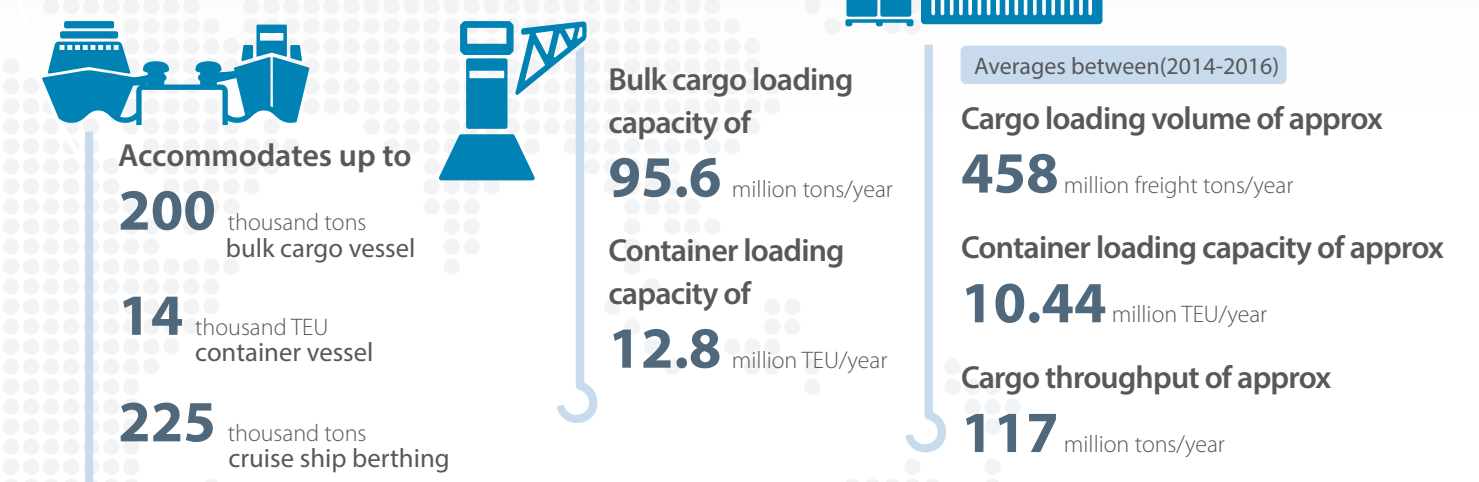 Accommodates up to
200 thousand tons
bulk cargo vessel
14 thousand TEU
container vessel
225 thousand tons
cruise ship berthing
Bulk cargo loading
capacity of
95.6 million tons/year
Container loading
capacity of
12.8 million TEU/year
Averages between(2014-2016)
Cargo loading volume of approx
458 million freight tons/year
Container loading capacity of approx
10.44 million TEU/year
Cargo throughput of approx
117 million tons/year